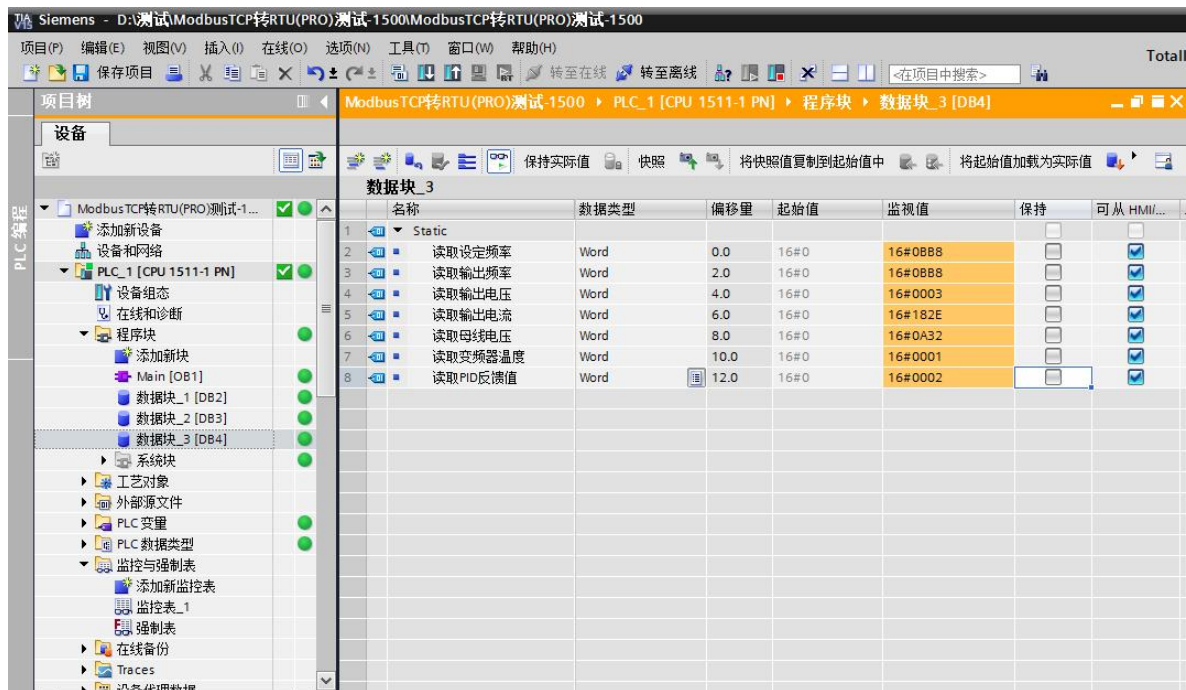 Siemens - D:\测试\ModbusTCP转RTU(PRO)测试-1500\ModbusTCP转RTU(PRO)测试-1500
项目(P) 编辑(E) 视图(V) 插入(I) 在线(O) 选项(N) 工具(T) 窗口(W) 帮助(H)
Totall
保存项目 转至在线 转至离线 <在项目中搜索>
项目树
ModbusTCP转RTU(PRO)测试-1500 PLC_1 [CPU 1511-1 PN] 程序块 数据块_3 [DB4]
设备
保持实际值 快照 将快照值复制到起始值中 将起始值加载为实际值
PLC 编程
ModbusTCP转RTU(PRO)测试-1...
添加新设备
设备和网络
PLC_1 [CPU 1511-1 PN]
设备组态
在线和诊断
程序块
添加新块
Main [OB1]
数据块_1 [DB2]
数据块_2 [DB3]
数据块_3 [DB4]
系统块
工艺对象
外部源文件
PLC 变量
PLC 数据类型
监控与强制表
添加新监控表
监控表_1
强制表
在线备份
Traces
设备代理数据
数据块_3
名称 数据类型 偏移量 起始值 监视值 保持 可从 HMI/...
1 Static
2 读取设定频率 Word 0.0 16#0 16#0BB8
3 读取输出频率 Word 2.0 16#0 16#0BB8
4 读取输出电压 Word 4.0 16#0 16#0003
5 读取输出电流 Word 6.0 16#0 16#182E
6 读取母线电压 Word 8.0 16#0 16#0A32
7 读取变频器温度 Word 10.0 16#0 16#0001
8 读取PID反馈值 Word 12.0 16#0 16#0002